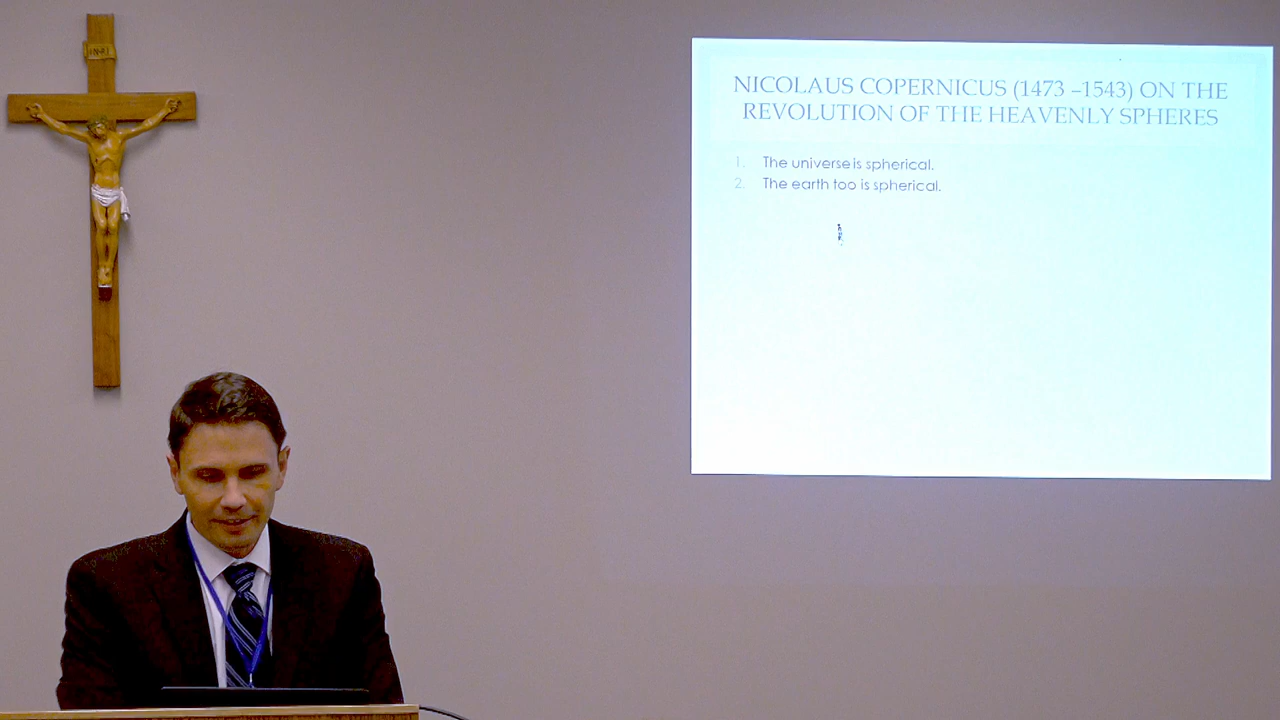 INRI
NICOLAUS COPERNICUS (1473 –1543) ON THE
REVOLUTION OF THE HEAVENLY SPHERES
1. The universe is spherical.
2. The earth too is spherical.